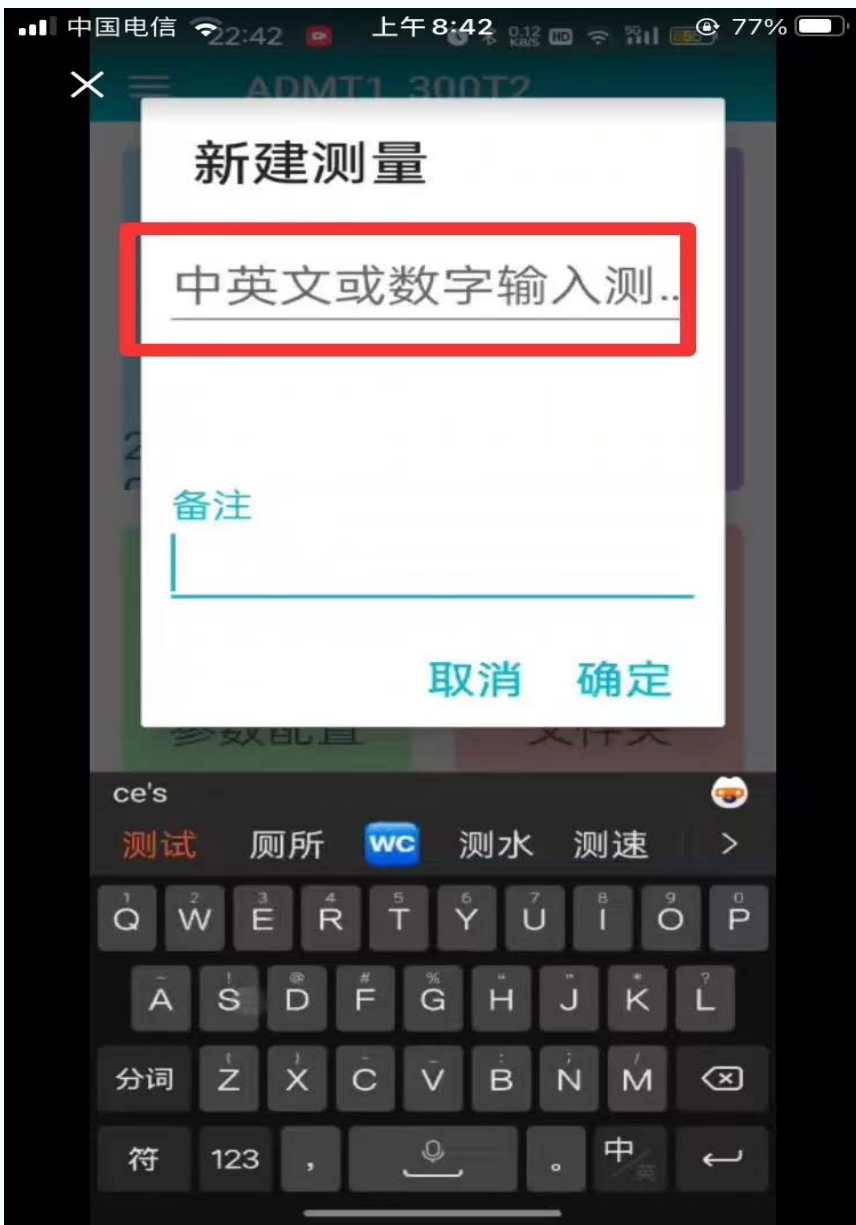 中国电信 上午 8:42 77%
22:42 0.12 KB/S HD 5G
ADMT1_300T2
新建测量
中英文或数字输入测...
备注
取消 确定
参数配置 文件夹
ce's
测试 厕所 WC 测水 测速 >
1 2 3 4 5 6 7 8 9 0
Q W E R T Y U I O P
~ ! @ # % “ ” * ?
A S D F G H J K L
( ) - _ : ; /
分词 Z X C V B N M
符 123 , 。 中/英